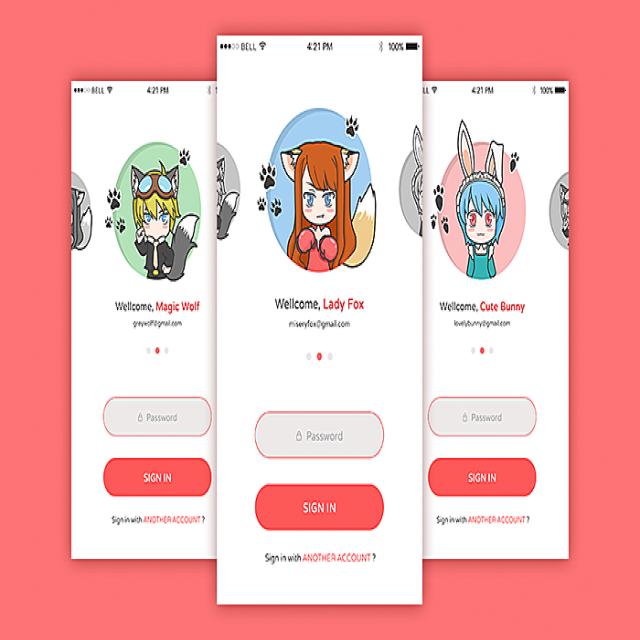 BELL 4:21 PM
Wellcome, Magic Wolf
greywolf@gmail.com
Password
SIGN IN
Sign in with ANOTHER ACCOUNT ?
BELL 4:21 PM 100%
Wellcome, Lady Fox
miseryfox@gmail.com
Password
SIGN IN
Sign in with ANOTHER ACCOUNT ?
LL 4:21 PM 100%
Wellcome, Cute Bunny
lovelybunny@gmail.com
Password
SIGN IN
Sign in with ANOTHER ACCOUNT ?